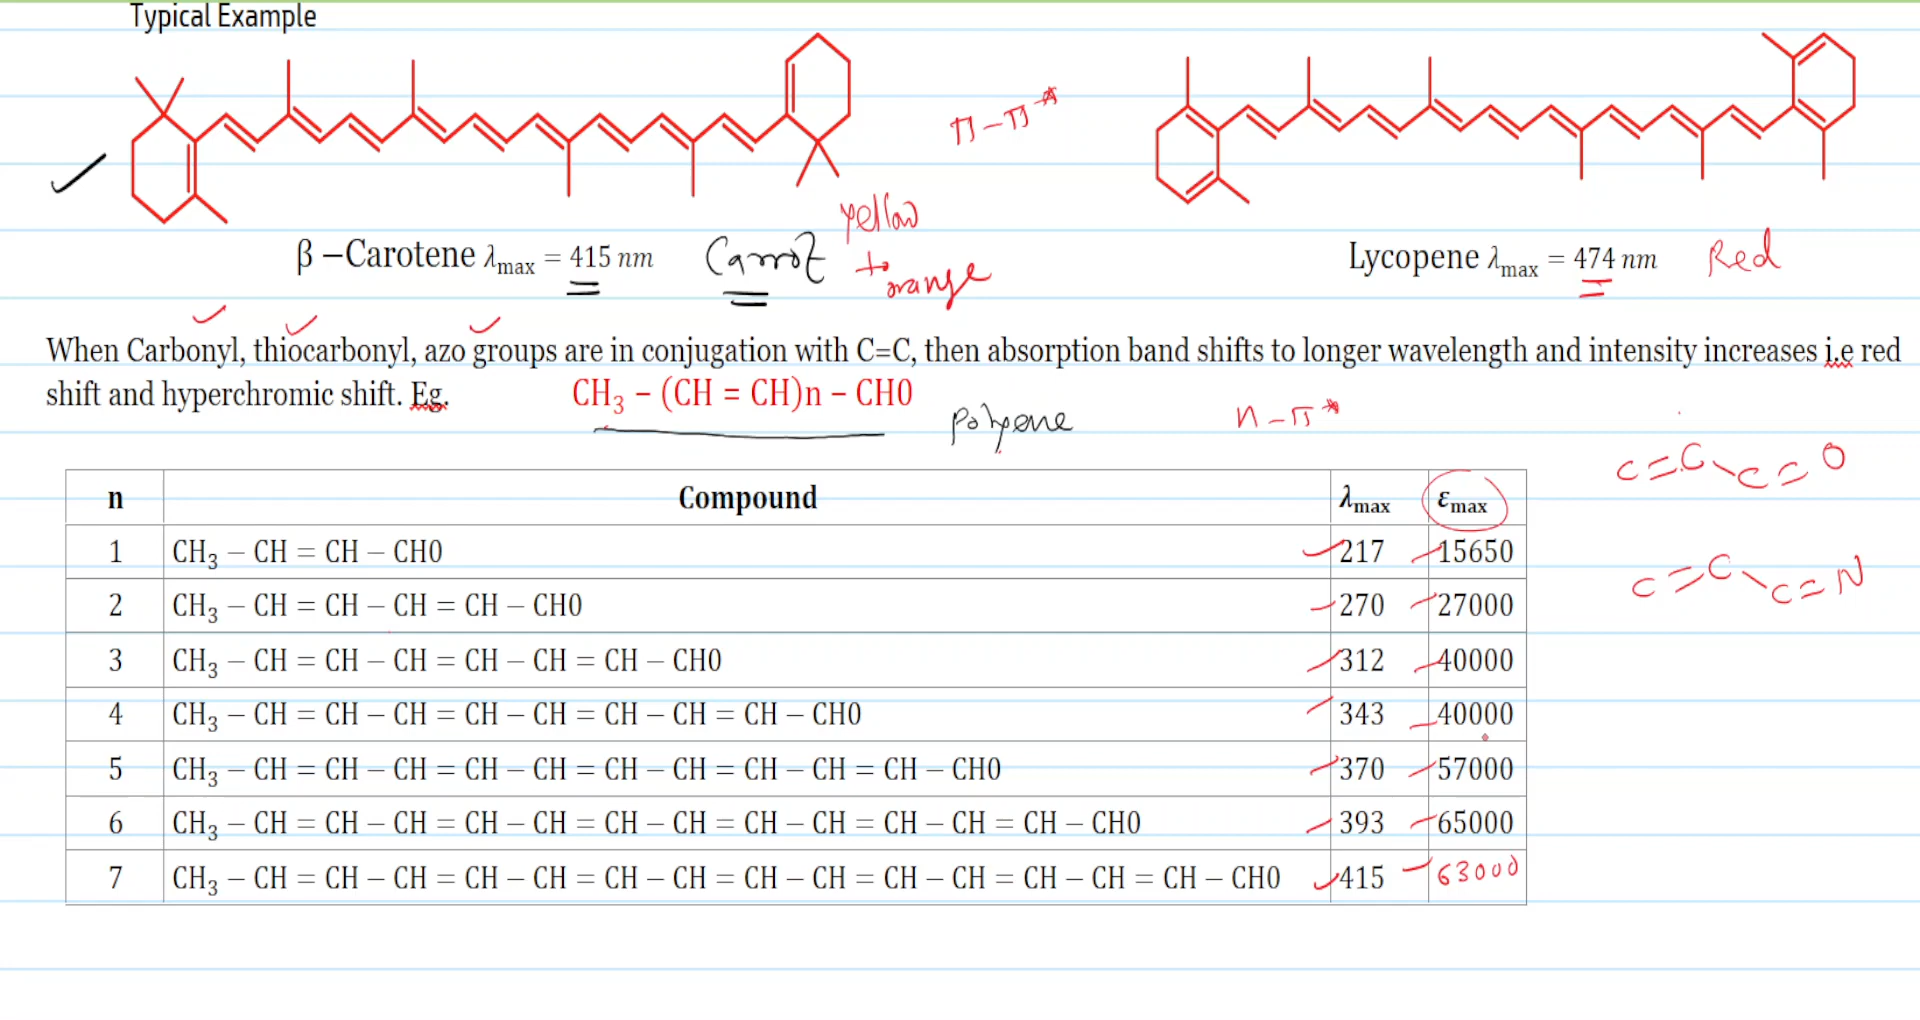 Typical Example
π – π*
β –Carotene λmax = 415 nm Carrot yellow to orange
Lycopene λmax = 474 nm Red
When Carbonyl, thiocarbonyl, azo groups are in conjugation with C=C, then absorption band shifts to longer wavelength and intensity increases i.e red
shift and hyperchromic shift. Eg. CH₃ – (CH = CH)n – CHO
n – π*
C = C – C = O
n Compound λmax εmax
1 CH₃ – CH = CH – CHO 217 15650
C = C – C = N
2 CH₃ – CH = CH – CH = CH – CHO 270 27000
3 CH₃ – CH = CH – CH = CH – CH = CH – CHO 312 40000
4 CH₃ – CH = CH – CH = CH – CH = CH – CH = CH – CHO 343 40000
5 CH₃ – CH = CH – CH = CH – CH = CH – CH = CH – CH = CH – CHO 370 57000
6 CH₃ – CH = CH – CH = CH – CH = CH – CH = CH – CH = CH – CH = CH – CHO 393 65000
7 CH₃ – CH = CH – CH = CH – CH = CH – CH = CH – CH = CH – CH = CH – CH = CH – CHO 415 63000